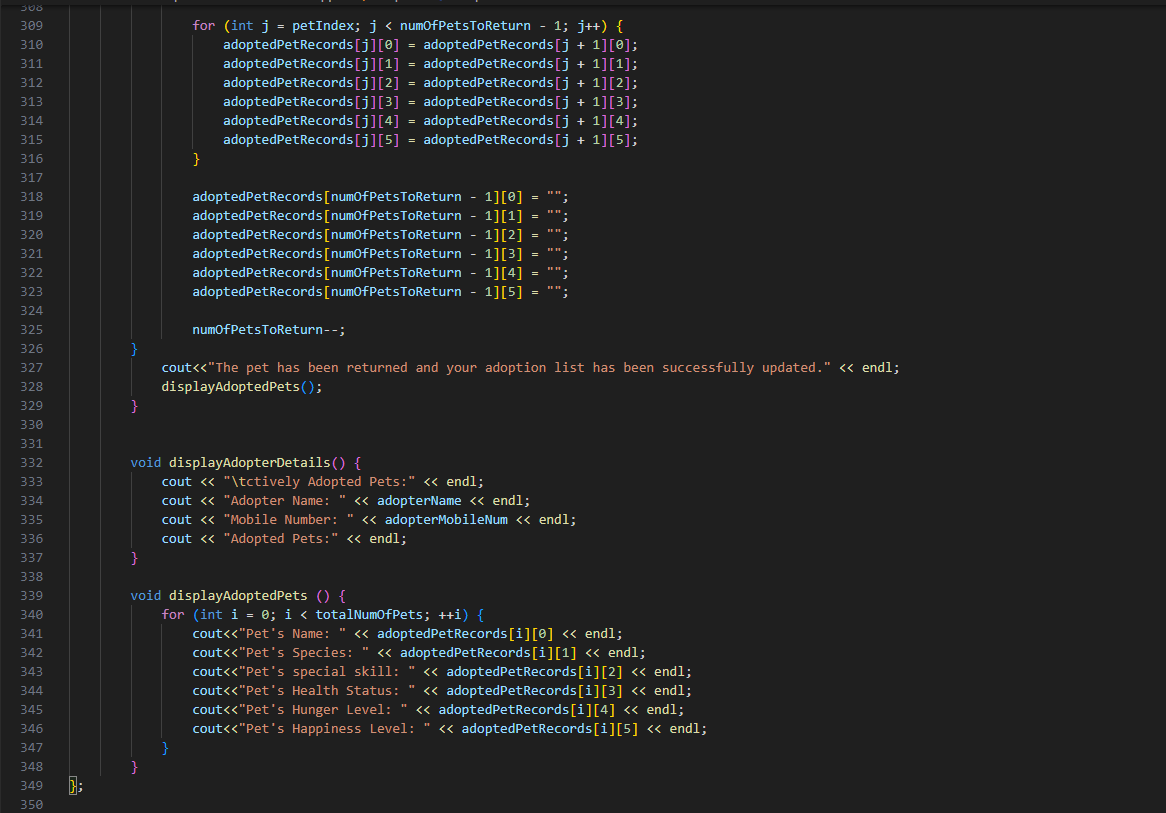 308
309 for (int j = petIndex; j < numOfPetsToReturn - 1; j++) {
310 adoptedPetRecords[j][0] = adoptedPetRecords[j + 1][0];
311 adoptedPetRecords[j][1] = adoptedPetRecords[j + 1][1];
312 adoptedPetRecords[j][2] = adoptedPetRecords[j + 1][2];
313 adoptedPetRecords[j][3] = adoptedPetRecords[j + 1][3];
314 adoptedPetRecords[j][4] = adoptedPetRecords[j + 1][4];
315 adoptedPetRecords[j][5] = adoptedPetRecords[j + 1][5];
316 }
317
318 adoptedPetRecords[numOfPetsToReturn - 1][0] = "";
319 adoptedPetRecords[numOfPetsToReturn - 1][1] = "";
320 adoptedPetRecords[numOfPetsToReturn - 1][2] = "";
321 adoptedPetRecords[numOfPetsToReturn - 1][3] = "";
322 adoptedPetRecords[numOfPetsToReturn - 1][4] = "";
323 adoptedPetRecords[numOfPetsToReturn - 1][5] = "";
324
325 numOfPetsToReturn--;
326 }
327 cout<<"The pet has been returned and your adoption list has been successfully updated." << endl;
328 displayAdoptedPets();
329 }
330
331
332 void displayAdopterDetails() {
333 cout << "\tctively Adopted Pets:" << endl;
334 cout << "Adopter Name: " << adopterName << endl;
335 cout << "Mobile Number: " << adopterMobileNum << endl;
336 cout << "Adopted Pets:" << endl;
337 }
338
339 void displayAdoptedPets () {
340 for (int i = 0; i < totalNumOfPets; ++i) {
341 cout<<"Pet's Name: " << adoptedPetRecords[i][0] << endl;
342 cout<<"Pet's Species: " << adoptedPetRecords[i][1] << endl;
343 cout<<"Pet's special skill: " << adoptedPetRecords[i][2] << endl;
344 cout<<"Pet's Health Status: " << adoptedPetRecords[i][3] << endl;
345 cout<<"Pet's Hunger Level: " << adoptedPetRecords[i][4] << endl;
346 cout<<"Pet's Happiness Level: " << adoptedPetRecords[i][5] << endl;
347 }
348 }
349 };
350